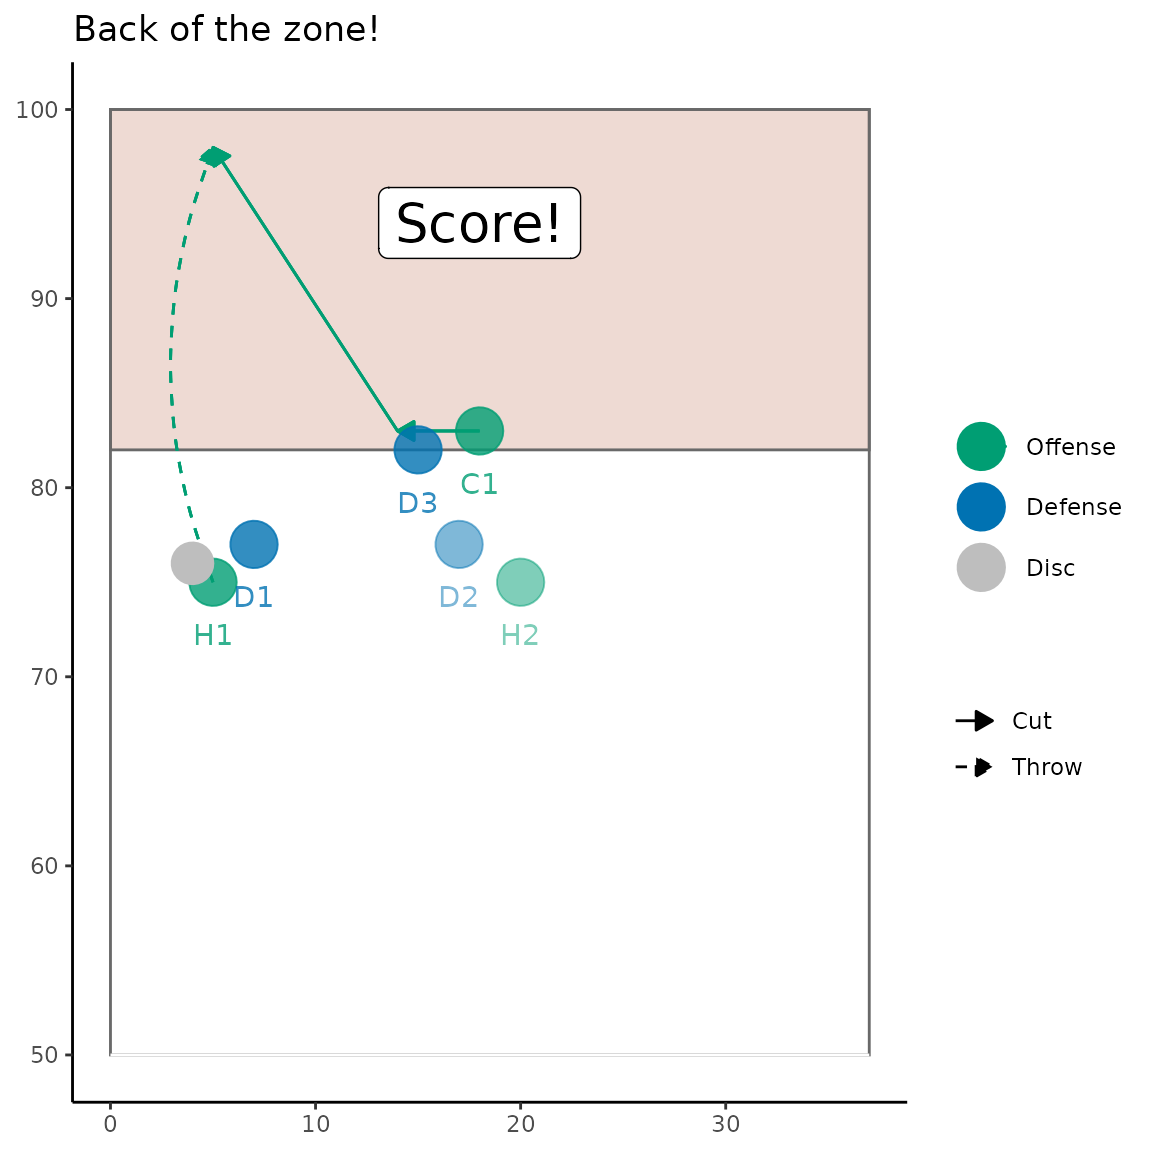 Back of the zone!
100
90
80
70
60
50
Score!
C1
D3
D1
D2
H1
H2
0
10
20
30
Offense
Defense
Disc
Cut
Throw